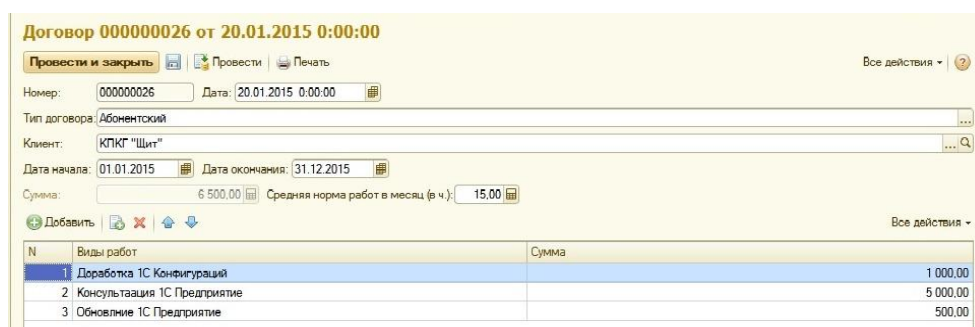 Договор 000000026 от 20.01.2015 0:00:00
Провести и закрыть Провести Печать Все действия ?
Номер: 000000026 Дата: 20.01.2015 0:00:00
Тип договора: Абонентский ...
Клиент: КПКГ "Щит" ...
Дата начала: 01.01.2015 Дата окончания: 31.12.2015
Сумма: 6 500,00 Средняя норма работ в месяц (в ч.): 15,00
Добавить Все действия
N Виды работ Сумма
1 Доработка 1С Конфигураций 1 000,00
2 Консультаация 1С Предприятие 5 000,00
3 Обновлние 1С Предприятие 500,00